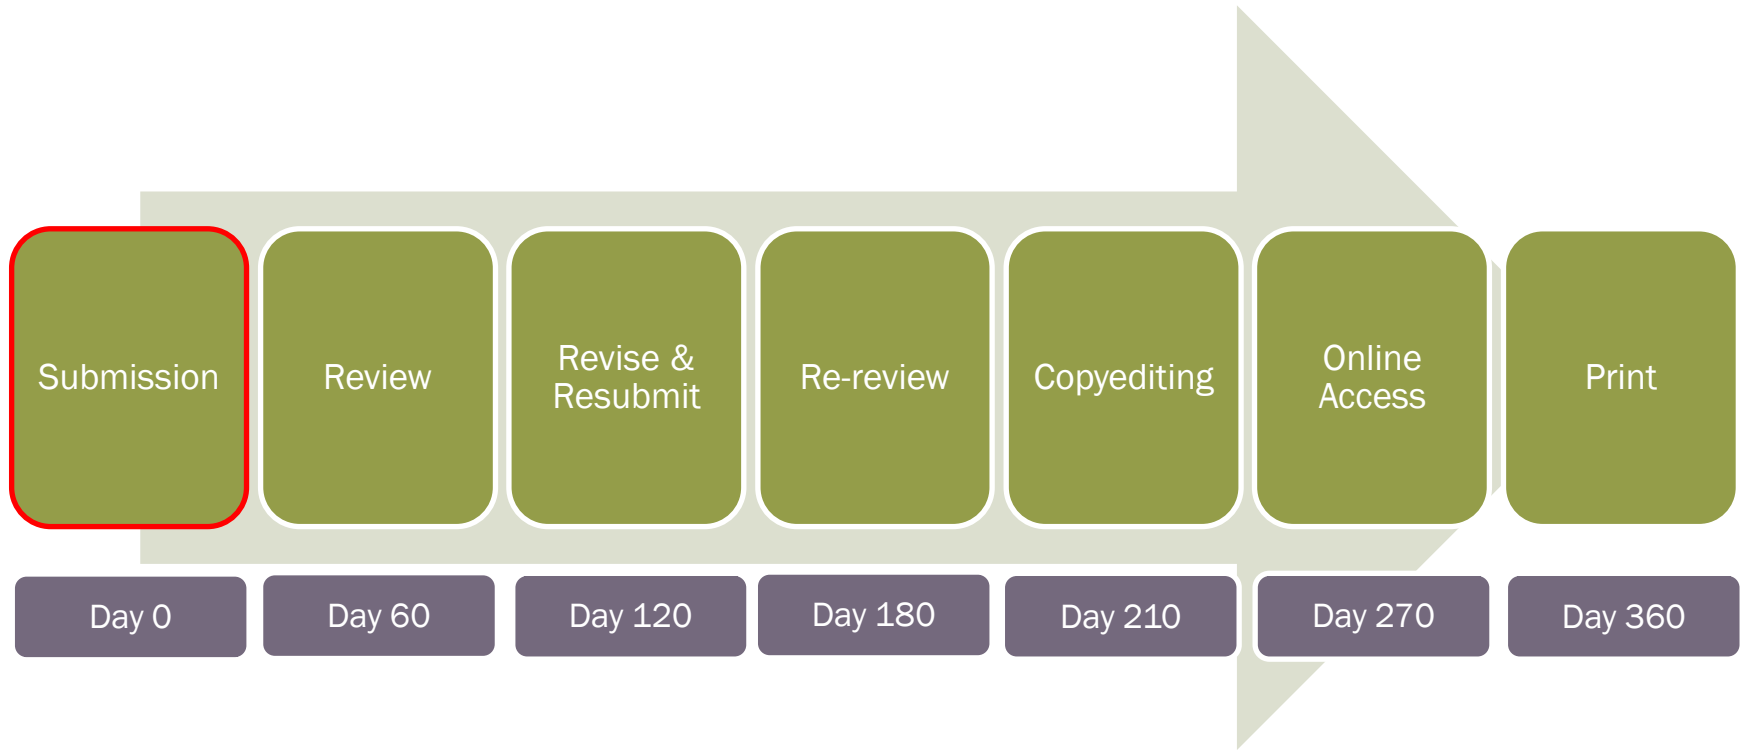 Submission
Review
Revise &
Resubmit
Re-review
Copyediting
Online
Access
Print
Day 0
Day 60
Day 120
Day 180
Day 210
Day 270
Day 360